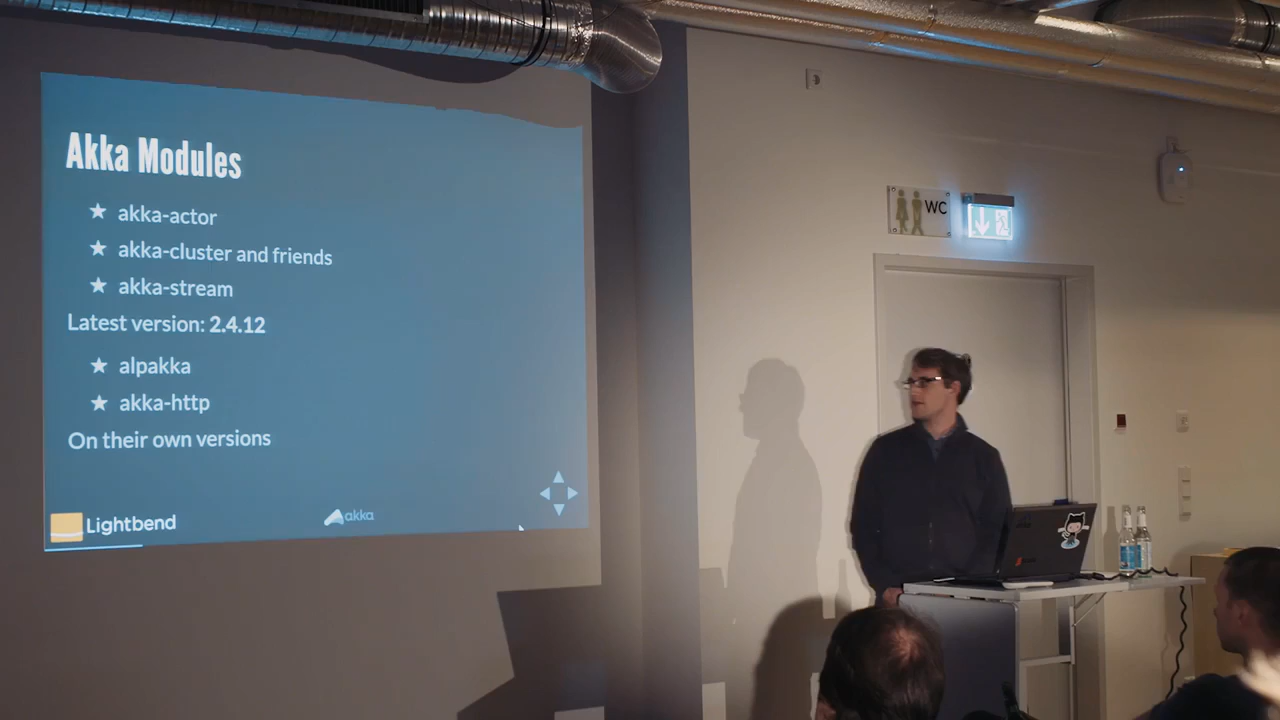 Akka Modules
★ akka-actor
★ akka-cluster and friends
★ akka-stream
Latest version: 2.4.12
★ alpakka
★ akka-http
On their own versions
Lightbend
akka
WC